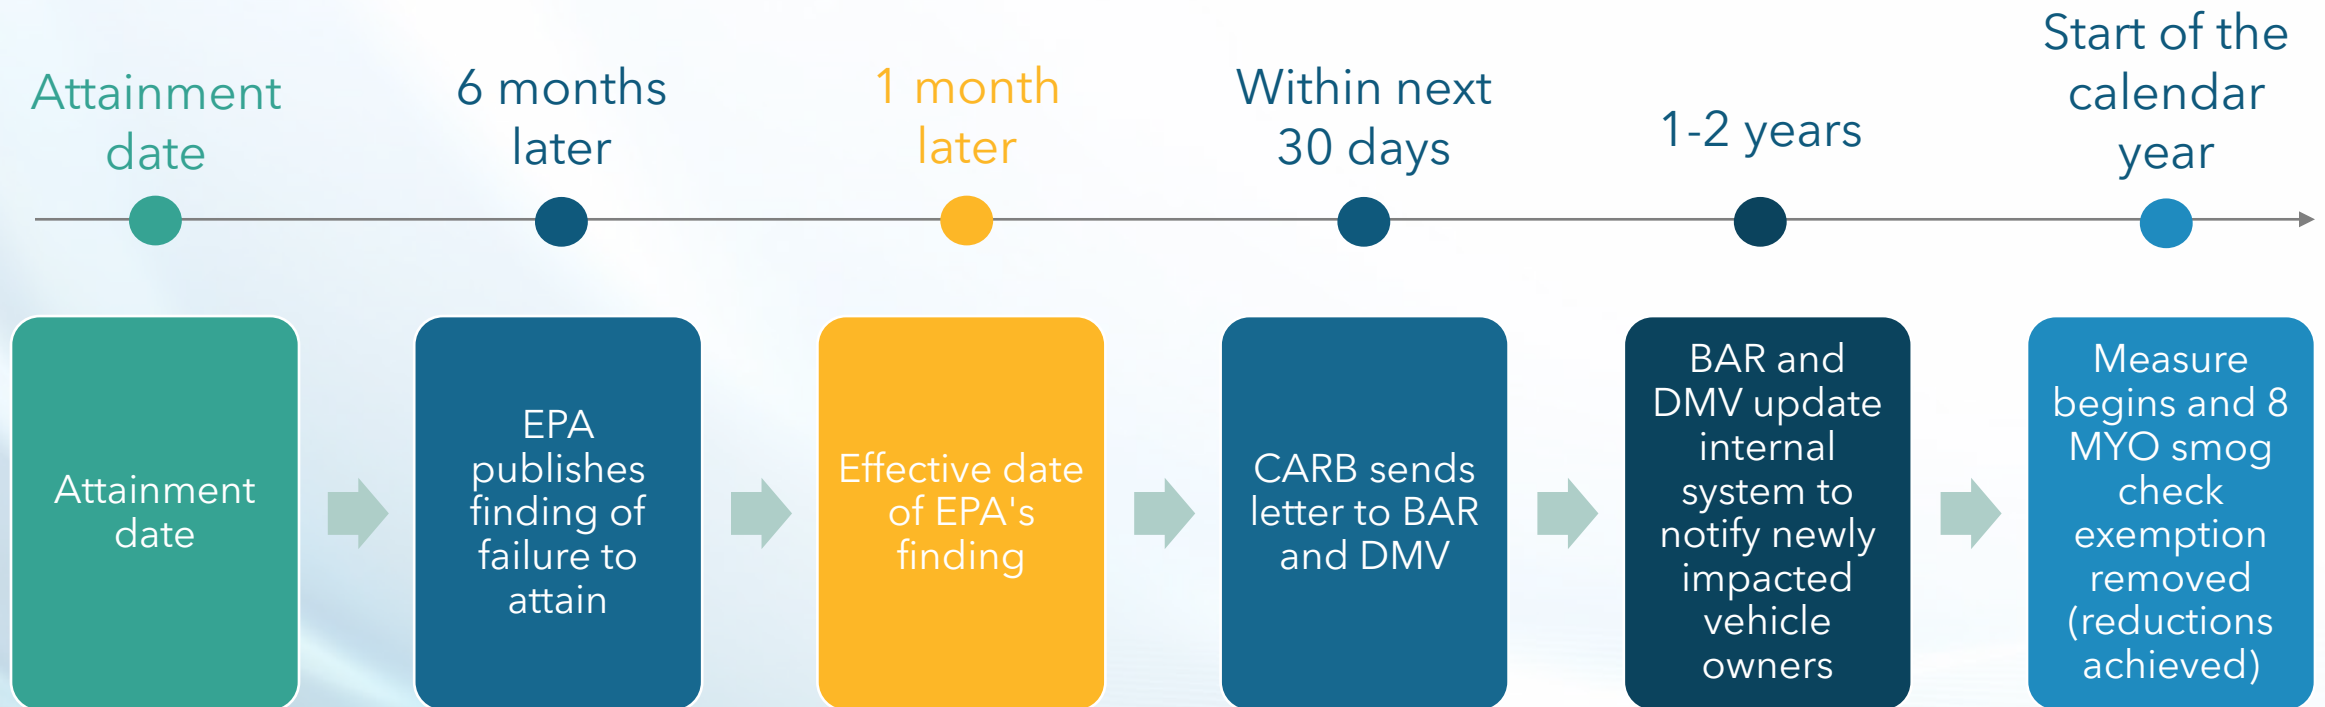 Attainment
date
6 months
later
1 month
later
Within next
30 days
1-2 years
Start of the
calendar
year
Attainment
date
EPA
publishes
finding of
failure to
attain
Effective date
of EPA's
finding
CARB sends
letter to BAR
and DMV
BAR and
DMV update
internal
system to
notify newly
impacted
vehicle
owners
Measure
begins and 8
MYO smog
check
exemption
removed
(reductions
achieved)